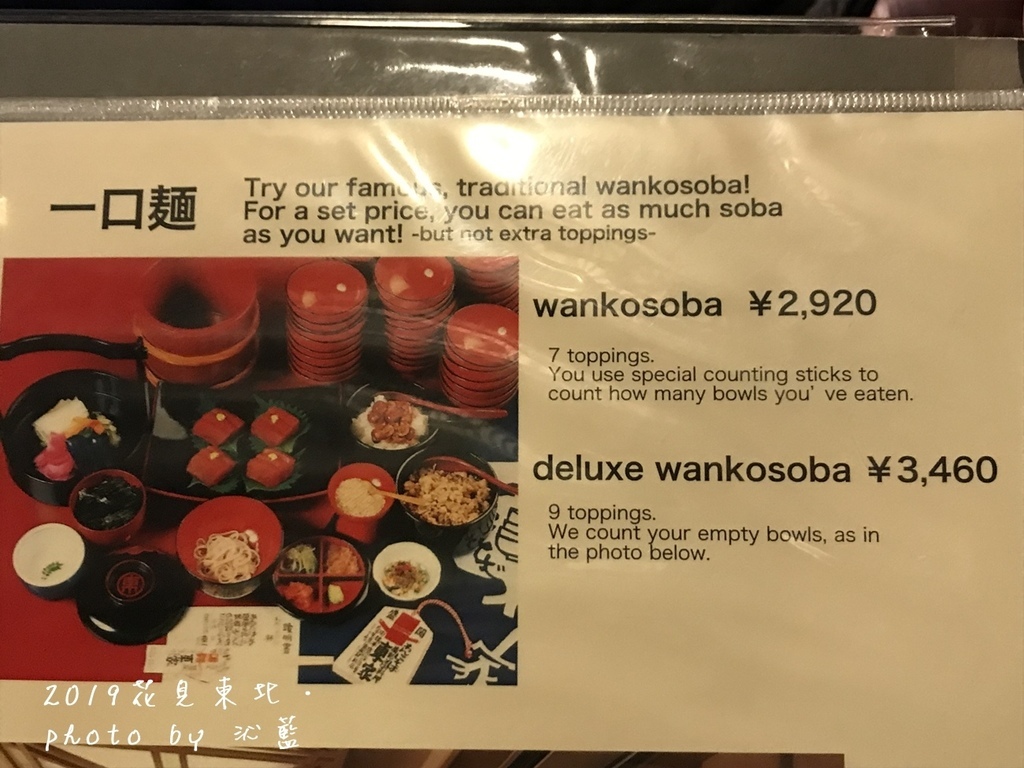 一口麺
Try our famous, traditional wankosoba!
For a set price, you can eat as much soba
as you want! -but not extra toppings-
wankosoba ￥2,920
7 toppings.
You use special counting sticks to
count how many bowls you’ve eaten.
deluxe wankosoba ￥3,460
9 toppings.
We count your empty bowls, as in
the photo below.
2019花見東北.
photo by 沁藍